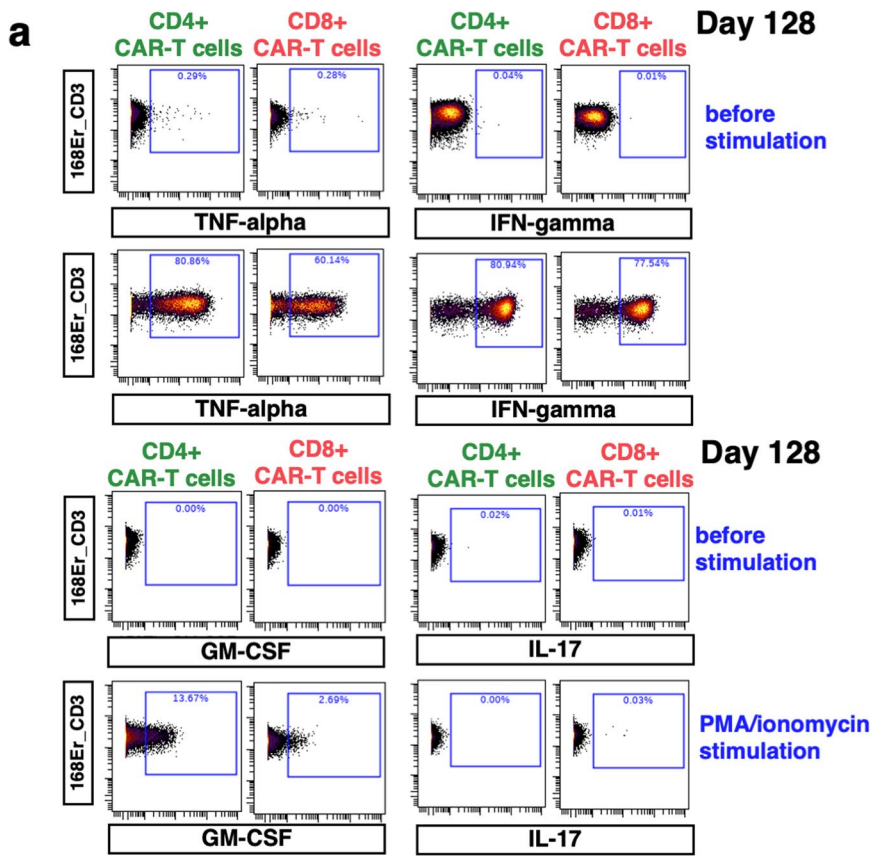 a
CD4+ CD8+ CD4+ CD8+ Day 128
CAR-T cells CAR-T cells CAR-T cells CAR-T cells
168Er_CD3 0.29% 0.28% 0.04% 0.01%
before
stimulation
TNF-alpha IFN-gamma
168Er_CD3 80.86% 60.14% 80.94% 77.54%
TNF-alpha IFN-gamma
CD4+ CD8+ CD4+ CD8+ Day 128
CAR-T cells CAR-T cells CAR-T cells CAR-T cells
168Er_CD3 0.00% 0.00% 0.02% 0.01%
before
stimulation
GM-CSF IL-17
168Er_CD3 13.67% 2.69% 0.00% 0.03%
PMA/ionomycin
stimulation
GM-CSF IL-17